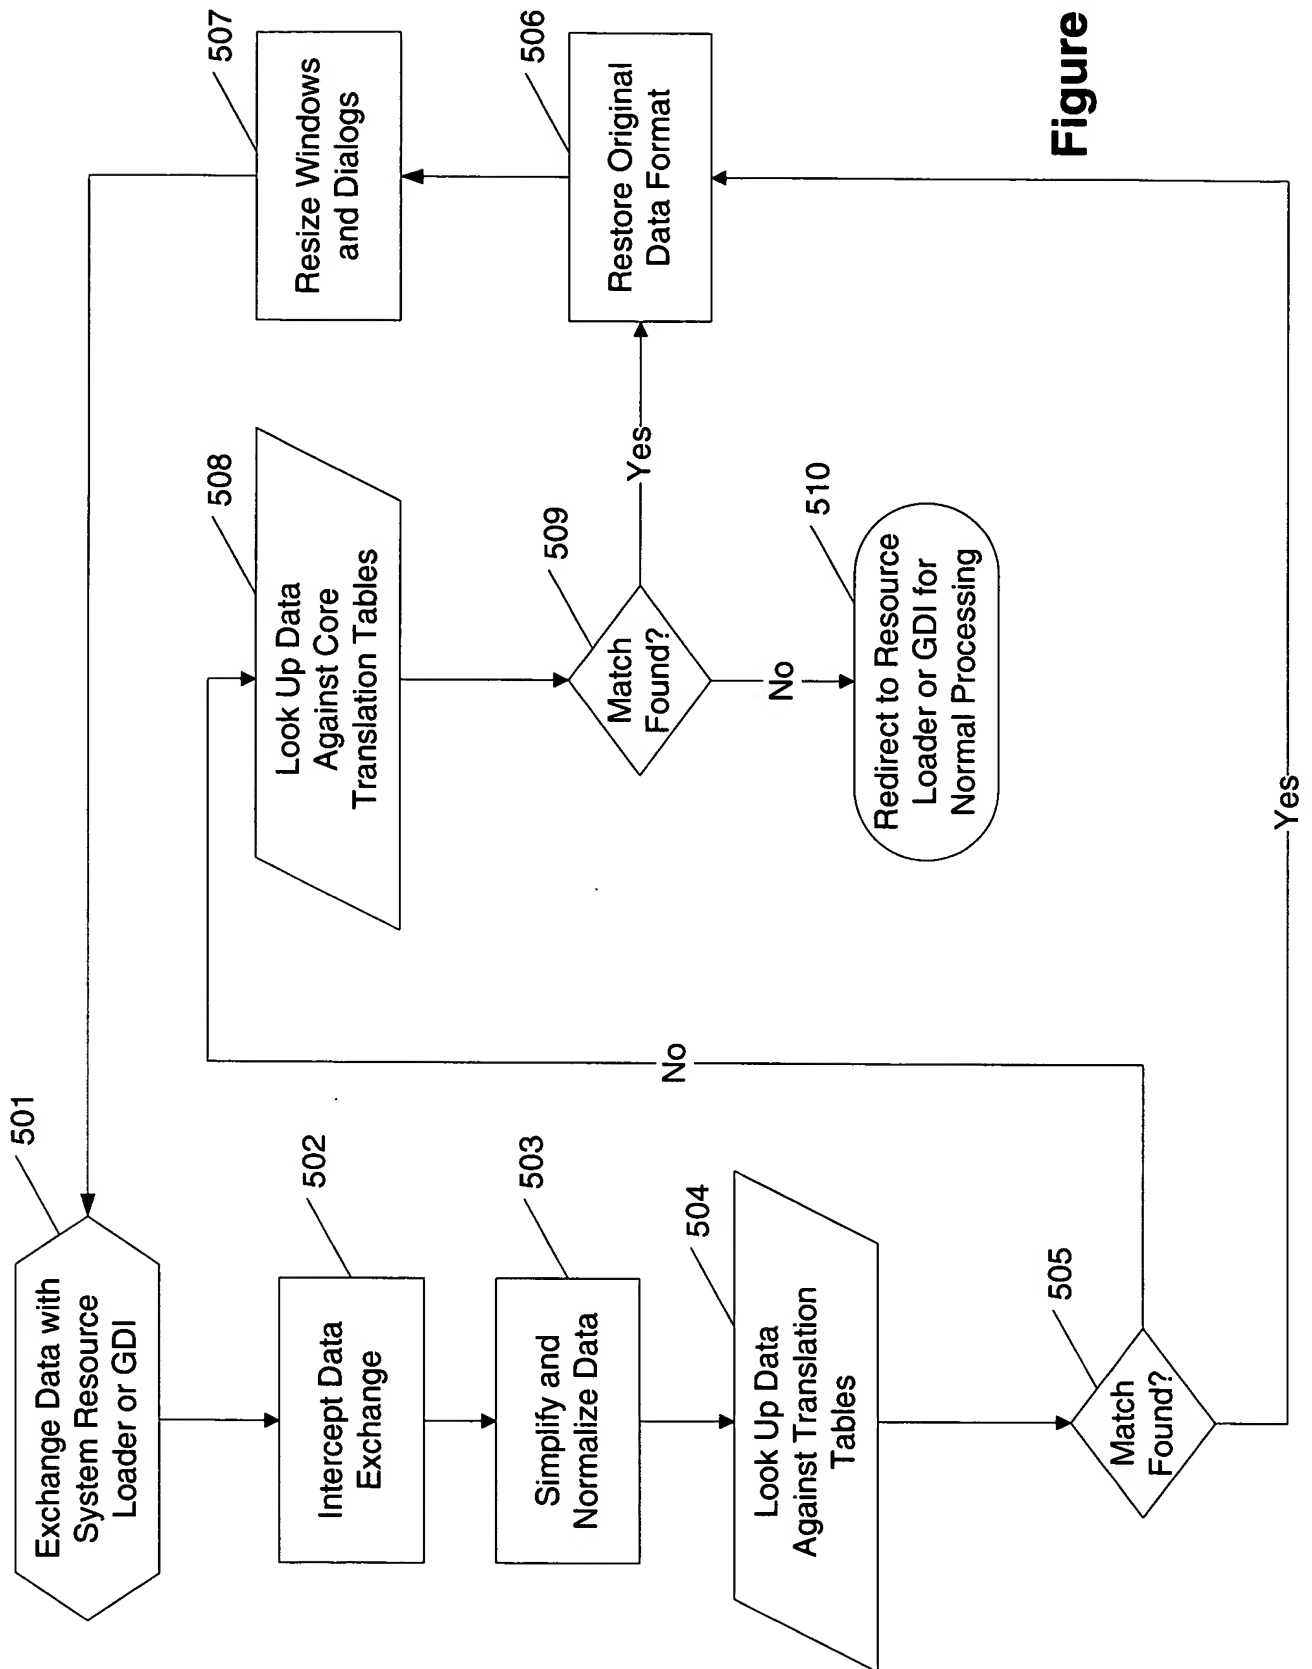 501
Exchange Data with
System Resource
Loader or GDI
502
Intercept Data
Exchange
503
Simplify and
Normalize Data
504
Look Up Data
Against Translation
Tables
505
Match
Found?
No
Yes
508
Look Up Data
Against Core
Translation Tables
509
Match
Found?
Yes
No
510
Redirect to Resource
Loader or GDI for
Normal Processing
507
Resize Windows
and Dialogs
506
Restore Original
Data Format
Figure